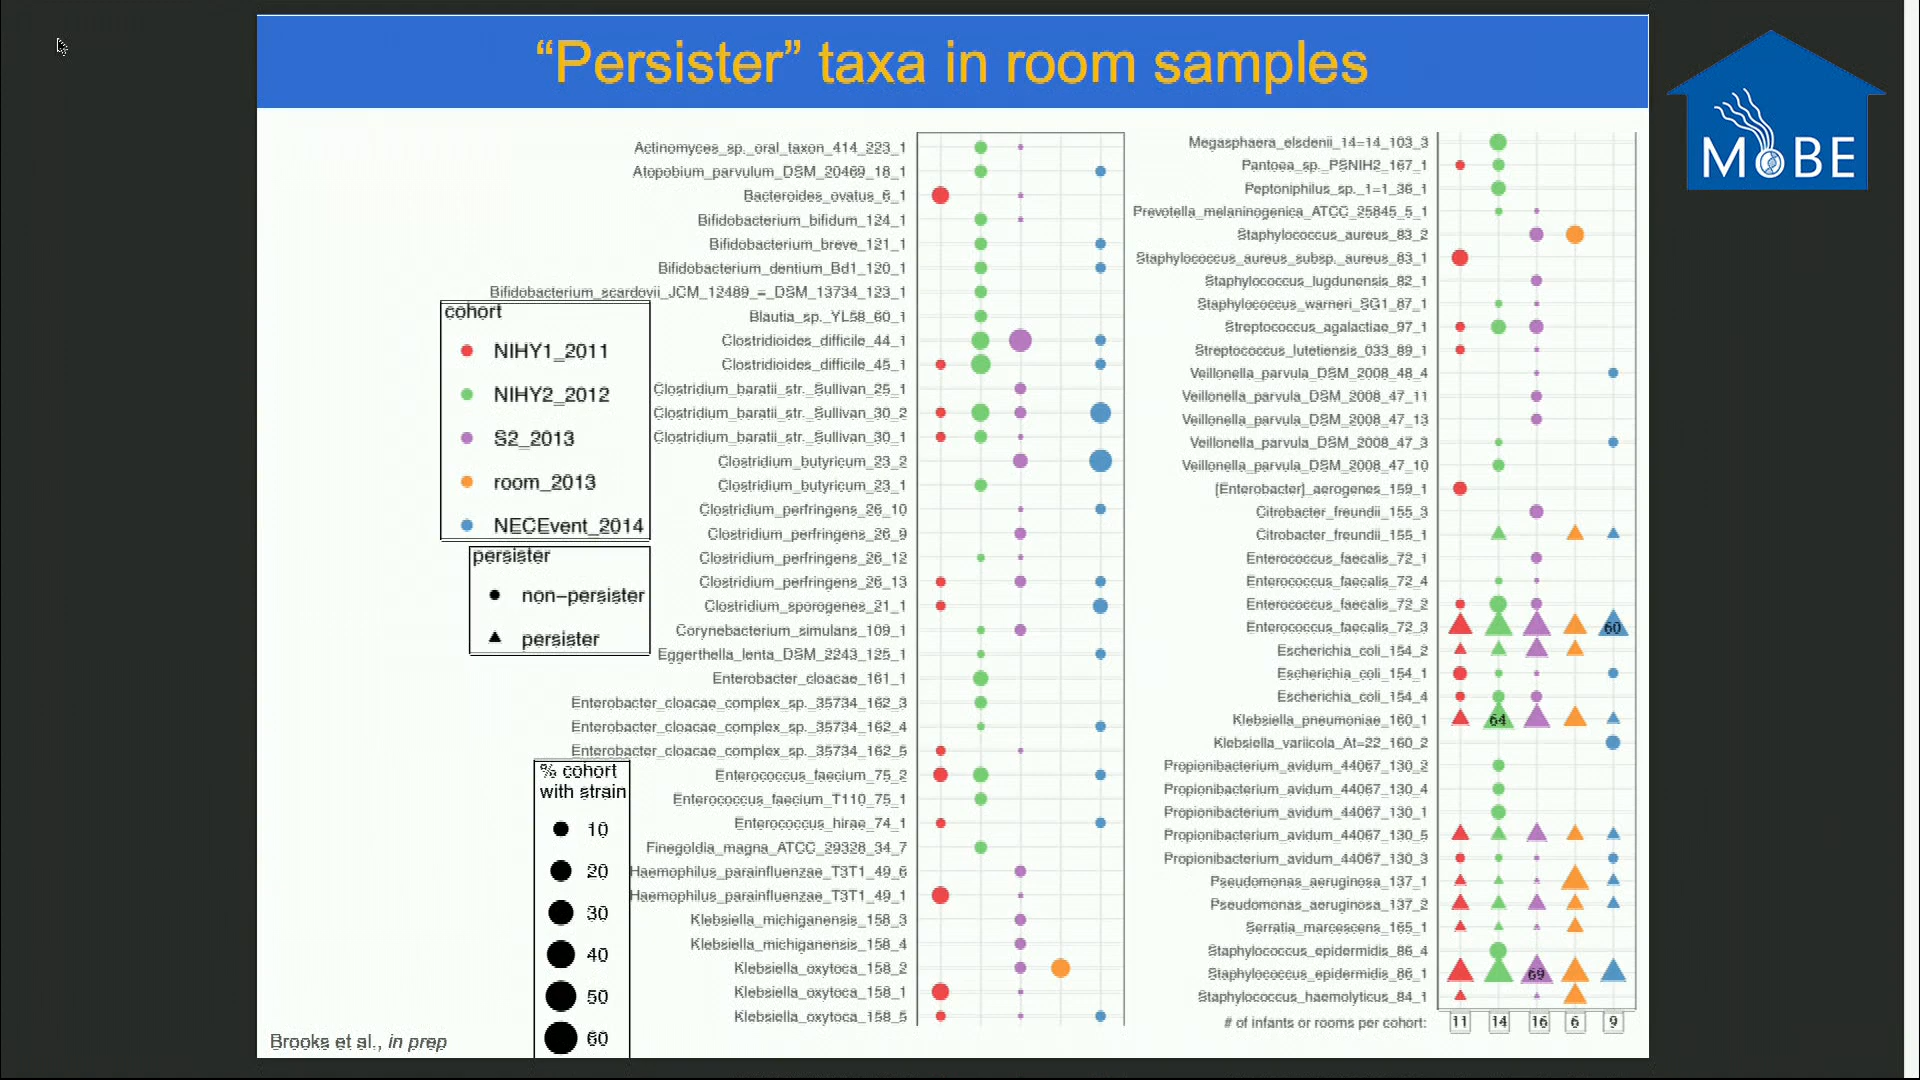 “Persister” taxa in room samples
MOBE
Actinomyces_sp._oral_taxon_414_223_1
Atopobium_parvulum_DSM_20469_18_1
Bacteroides_ovatus_6_1
Bifidobacterium_bifidum_124_1
Bifidobacterium_breve_121_1
Bifidobacterium_dentium_Bd1_120_1
Bifidobacterium_scardovii_JCM_12489_=_DSM_13734_123_1
Blautia_sp._YL58_60_1
Clostridioides_difficile_44_1
Clostridioides_difficile_45_1
Clostridium_baratii_str._Sullivan_25_1
Clostridium_baratii_str._Sullivan_30_2
Clostridium_baratii_str._Sullivan_30_1
Clostridium_butyricum_23_2
Clostridium_butyricum_23_1
Clostridium_perfringens_26_10
Clostridium_perfringens_26_9
Clostridium_perfringens_26_12
Clostridium_perfringens_26_13
Clostridium_sporogenes_21_1
Corynebacterium_simulans_109_1
Eggerthella_lenta_DSM_2243_125_1
Enterobacter_cloacae_161_1
Enterobacter_cloacae_complex_sp._35734_162_3
Enterobacter_cloacae_complex_sp._35734_162_4
Enterobacter_cloacae_complex_sp._35734_162_5
Enterococcus_faecium_75_2
Enterococcus_faecium_T110_75_1
Enterococcus_hirae_74_1
Finegoldia_magna_ATCC_29328_34_7
Haemophilus_parainfluenzae_T3T1_49_6
Haemophilus_parainfluenzae_T3T1_49_1
Klebsiella_michiganensis_158_3
Klebsiella_michiganensis_158_4
Klebsiella_oxytoca_158_2
Klebsiella_oxytoca_158_1
Klebsiella_oxytoca_158_5
cohort
NIHY1_2011
NIHY2_2012
S2_2013
room_2013
NECEvent_2014
persister
non-persister
persister
% cohort
with strain
10
20
30
40
50
60
Megasphaera_elsdenii_14=14_103_3
Pantoea_sp._PSNIH2_167_1
Peptoniphilus_sp._1=1_36_1
Prevotella_melaninogenica_ATCC_25845_5_1
Staphylococcus_aureus_83_2
Staphylococcus_aureus_subsp._aureus_83_1
Staphylococcus_lugdunensis_82_1
Staphylococcus_warneri_SG1_87_1
Streptococcus_agalactiae_97_1
Streptococcus_lutetiensis_033_89_1
Veillonella_parvula_DSM_2008_48_4
Veillonella_parvula_DSM_2008_47_11
Veillonella_parvula_DSM_2008_47_13
Veillonella_parvula_DSM_2008_47_3
Veillonella_parvula_DSM_2008_47_10
[Enterobacter]_aerogenes_159_1
Citrobacter_freundii_155_3
Citrobacter_freundii_155_1
Enterococcus_faecalis_72_1
Enterococcus_faecalis_72_4
Enterococcus_faecalis_72_2
Enterococcus_faecalis_72_3 60
Escherichia_coli_154_2
Escherichia_coli_154_1
Escherichia_coli_154_4
Klebsiella_pneumoniae_160_1 64
Klebsiella_variicola_At=22_160_2
Propionibacterium_avidum_44067_130_2
Propionibacterium_avidum_44067_130_4
Propionibacterium_avidum_44067_130_1
Propionibacterium_avidum_44067_130_5
Propionibacterium_avidum_44067_130_3
Pseudomonas_aeruginosa_137_1
Pseudomonas_aeruginosa_137_2
Serratia_marcescens_165_1
Staphylococcus_epidermidis_86_4
Staphylococcus_epidermidis_86_1 69
Staphylococcus_haemolyticus_84_1
# of infants or rooms per cohort: 11 14 16 6 9
Brooks et al., in prep